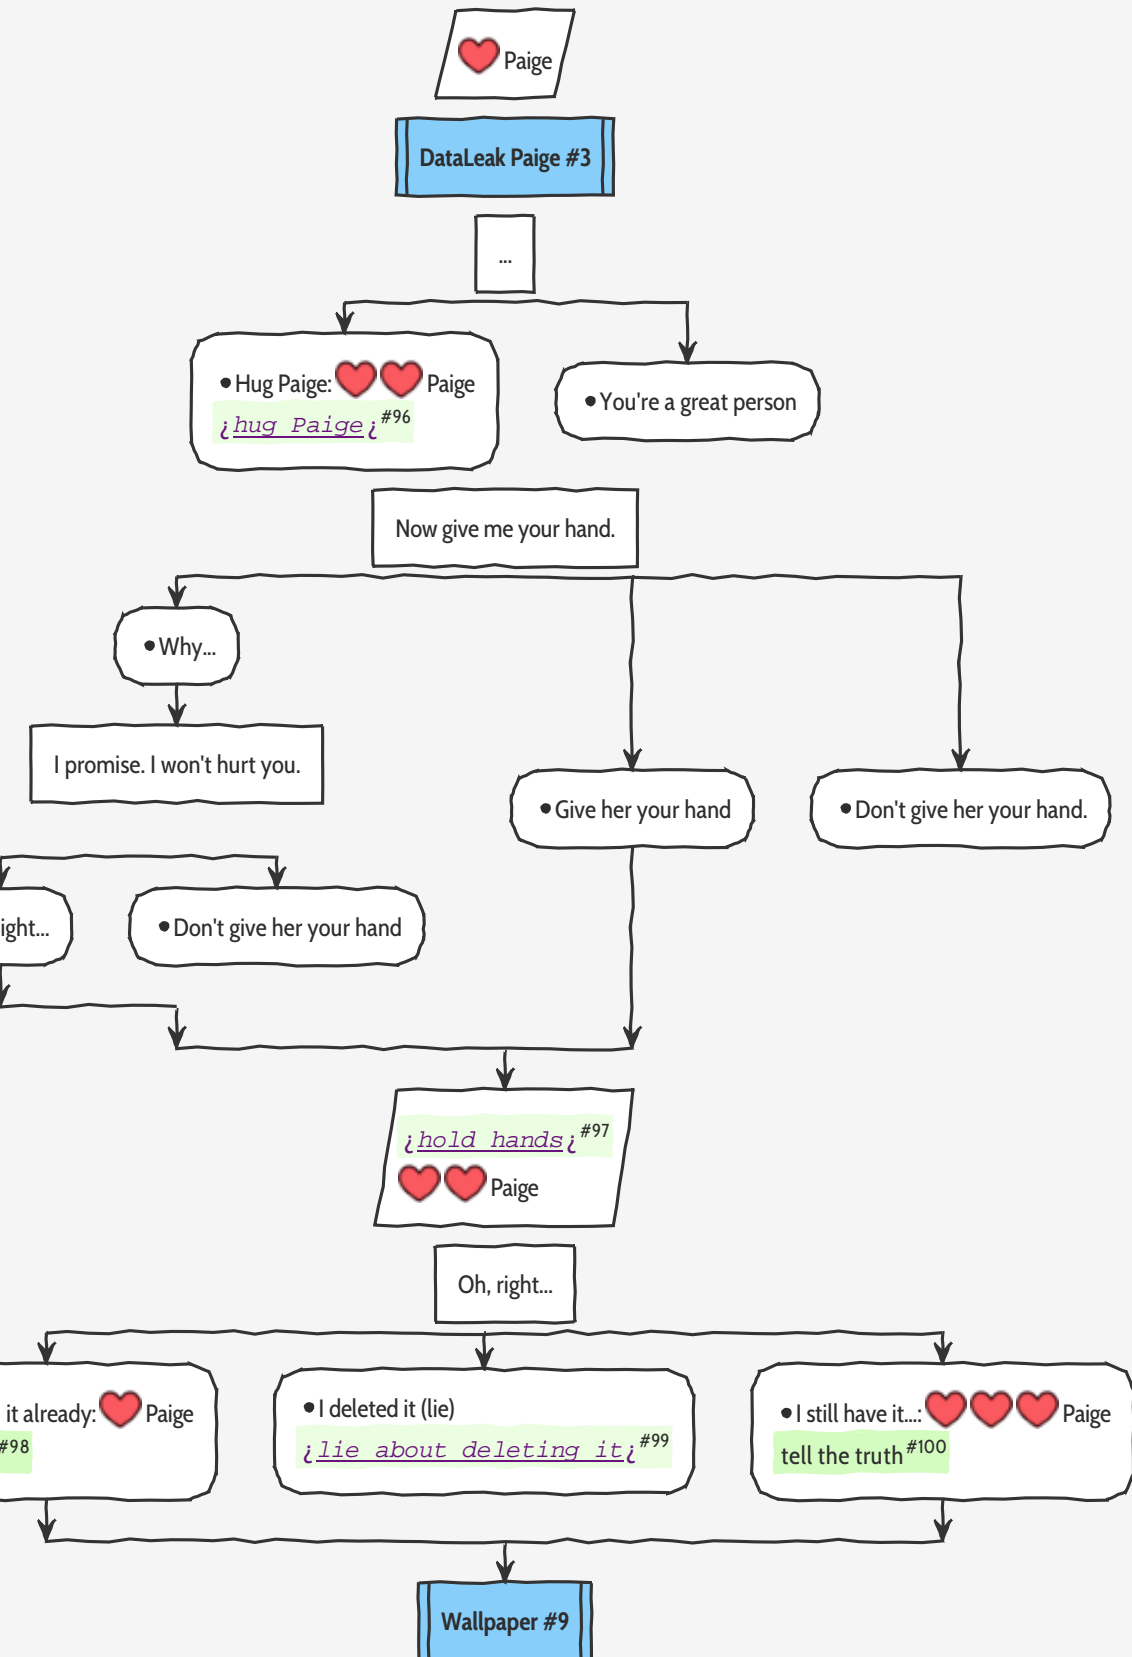 Paige
DataLeak Paige #3
...
•Hug Paige: Paige
¿hug Paige¿#96
•You're a great person
Now give me your hand.
•Why...
I promise. I won't hurt you.
•Give her your hand
•Don't give her your hand.
ight...
•Don't give her your hand
¿hold hands¿#97
Paige
Oh, right...
it already: Paige
#98
•I deleted it (lie)
¿lie about deleting it¿#99
•I still have it...: Paige
tell the truth#100
Wallpaper #9